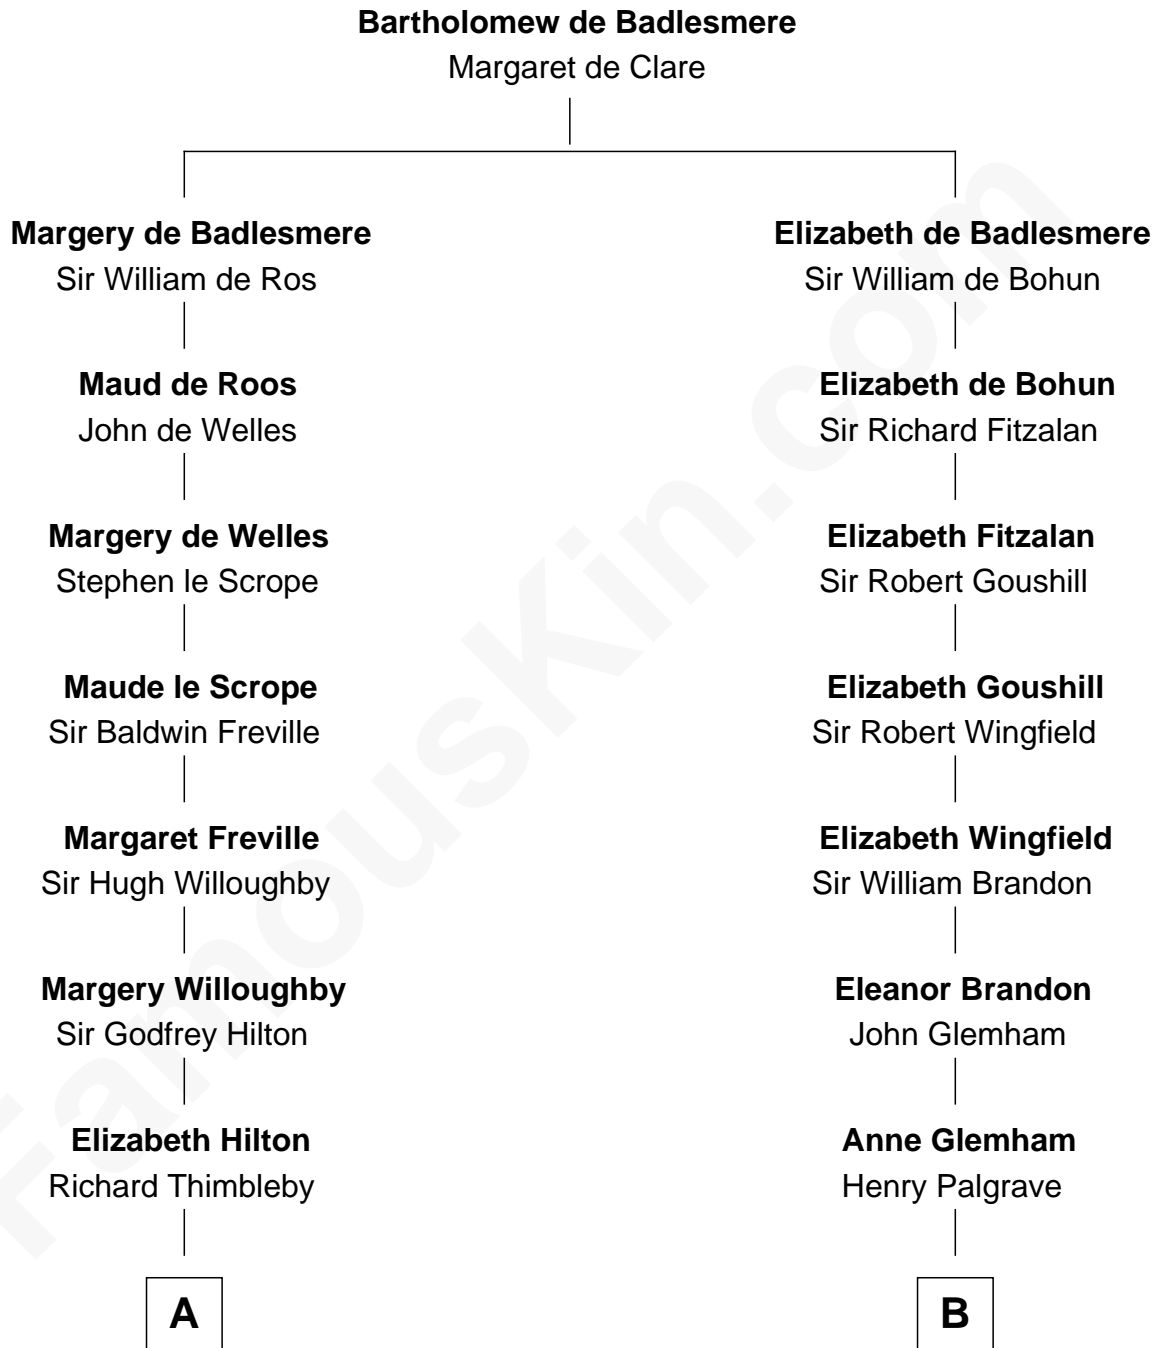 Bartholomew de Badlesmere
Margaret de Clare
Margery de Badlesmere
Sir William de Ros
Elizabeth de Badlesmere
Sir William de Bohun
Maud de Roos
John de Welles
Elizabeth de Bohun
Sir Richard Fitzalan
Margery de Welles
Stephen le Scrope
Elizabeth Fitzalan
Sir Robert Goushill
Maude le Scrope
Sir Baldwin Freville
Elizabeth Goushill
Sir Robert Wingfield
Margaret Freville
Sir Hugh Willoughby
Elizabeth Wingfield
Sir William Brandon
Margery Willoughby
Sir Godfrey Hilton
Eleanor Brandon
John Glemham
Elizabeth Hilton
Richard Thimbleby
Anne Glemham
Henry Palgrave
A
B
FamousKin.com